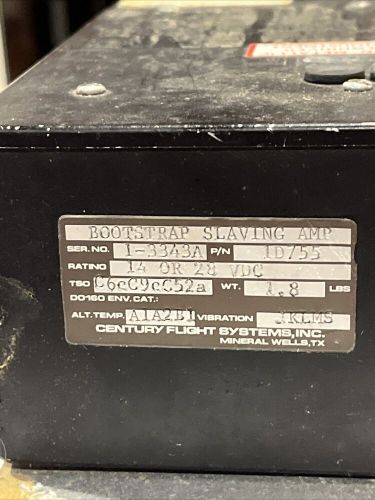 BOOTSTRAP SLAVING AMP
SER. NO. 1-3343A P/N 1D755
RATING 14 OR 28 VDC
TSO C6cC9cC52a WT. 1.8 LBS
DO160 ENV. CAT.:
ALT. TEMP. A1A2B1 VIBRATION JKLMS
CENTURY FLIGHT SYSTEMS, INC.
MINERAL WELLS, TX